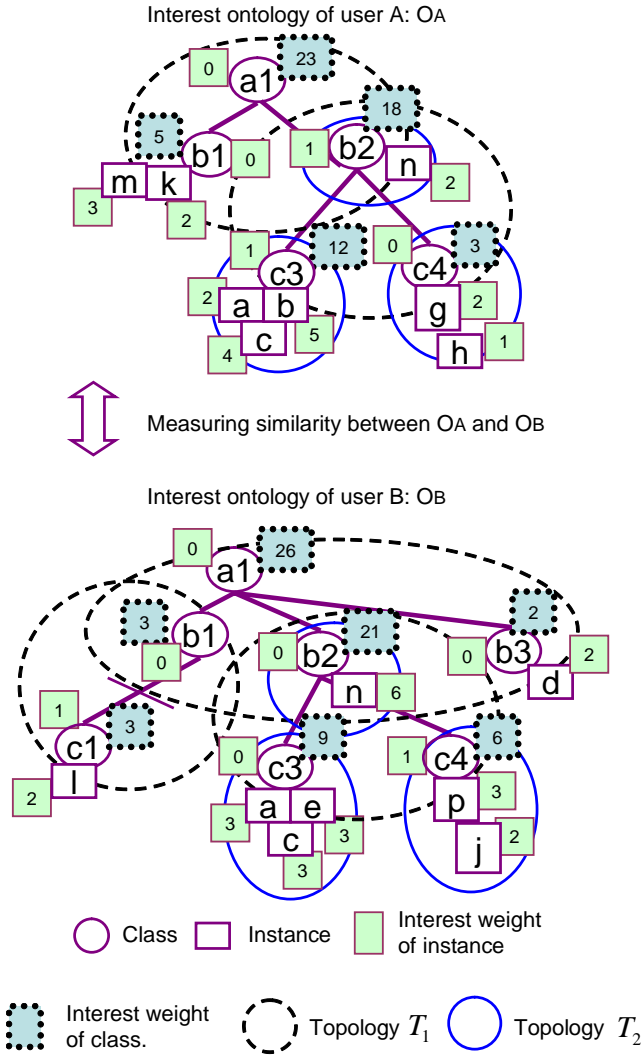 Interest ontology of user A: OA
23
0
a1
18
5
b1
0
1
b2
n
2
m
k
3
2
1
12
0
3
c3
c4
2
a
b
g
2
c
5
4
h
1
Measuring similarity between OA and OB
Interest ontology of user B: OB
0
26
a1
3
b1
0
21
2
0
b2
0
b3
2
n
6
d
1
c1
3
l
2
0
9
c3
1
c4
6
a
e
p
3
3
c
3
j
2
3
Class
Instance
Interest weight
of instance
Interest weight
of class.
Topology T1
Topology T2